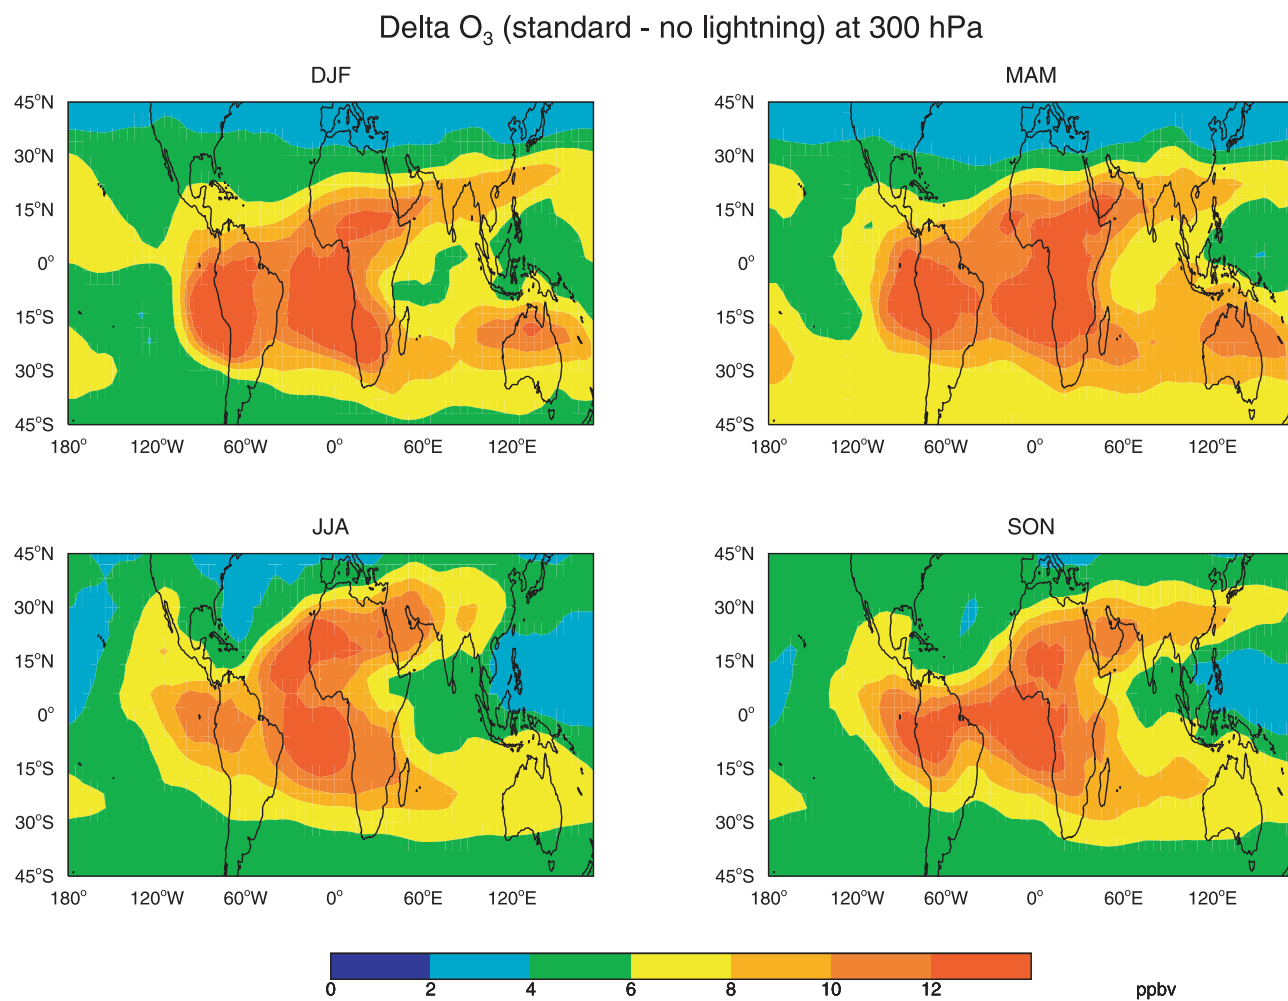 Delta O3 (standard - no lightning) at 300 hPa
DJF
45°N
30°N
15°N
0°
15°S
30°S
45°S
180° 120°W 60°W 0° 60°E 120°E
MAM
45°N
30°N
15°N
0°
15°S
30°S
45°S
180° 120°W 60°W 0° 60°E 120°E
JJA
45°N
30°N
15°N
0°
15°S
30°S
45°S
180° 120°W 60°W 0° 60°E 120°E
SON
45°N
30°N
15°N
0°
15°S
30°S
45°S
180° 120°W 60°W 0° 60°E 120°E
0 2 4 6 8 10 12 ppbv